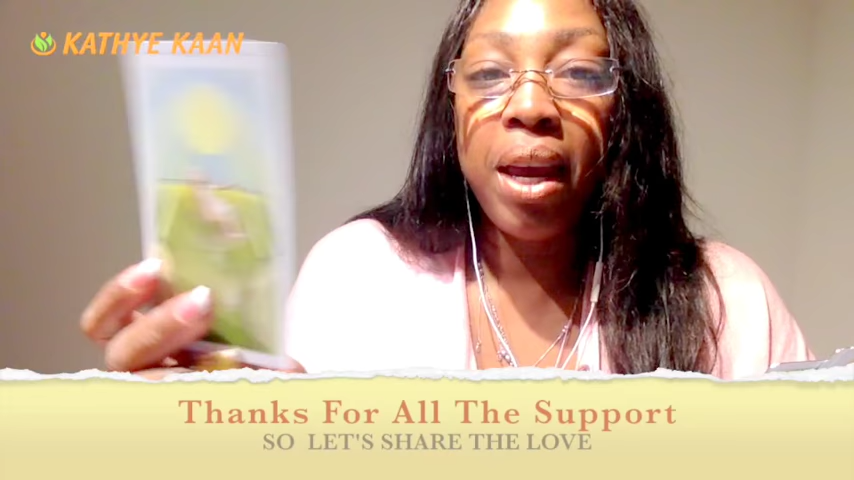 KATHYE KAAN
Thanks For All The Support
SO LET'S SHARE THE LOVE